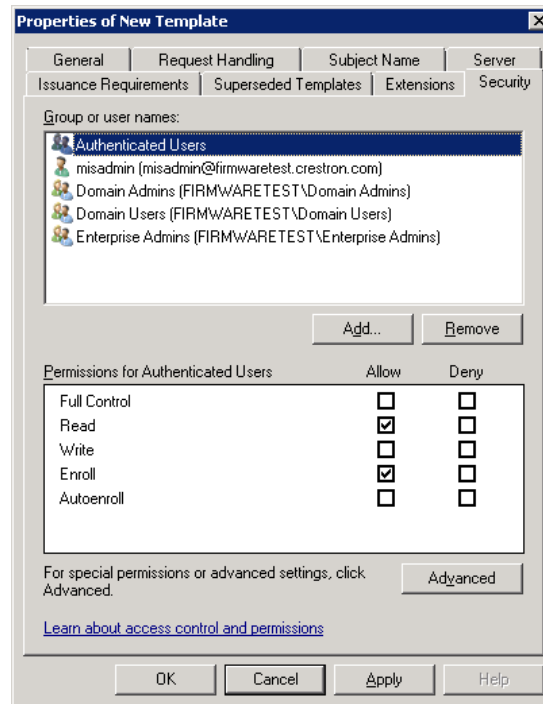 Properties of New Template
General Request Handling Subject Name Server
Issuance Requirements Superseded Templates Extensions Security
Group or user names:
Authenticated Users
misadmin (misadmin@firmwaretest.crestron.com)
Domain Admins (FIRMWARETEST\Domain Admins)
Domain Users (FIRMWARETEST\Domain Users)
Enterprise Admins (FIRMWARETEST\Enterprise Admins)
Add... Remove
Permissions for Authenticated Users Allow Deny
Full Control
Read
Write
Enroll
Autoenroll
For special permissions or advanced settings, click
Advanced.
Advanced
Learn about access control and permissions
OK Cancel Apply Help